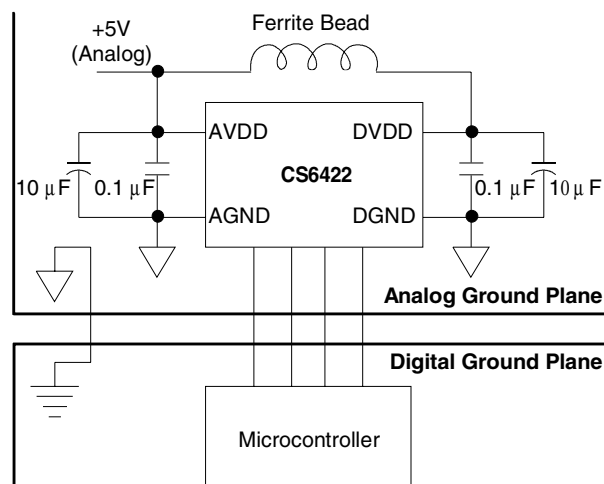 Ferrite Bead
+5V
(Analog)
AVDD
DVDD
CS6422
10 µF
0.1 µF
0.1 µF
10 µF
AGND
DGND
Analog Ground Plane
Digital Ground Plane
Microcontroller